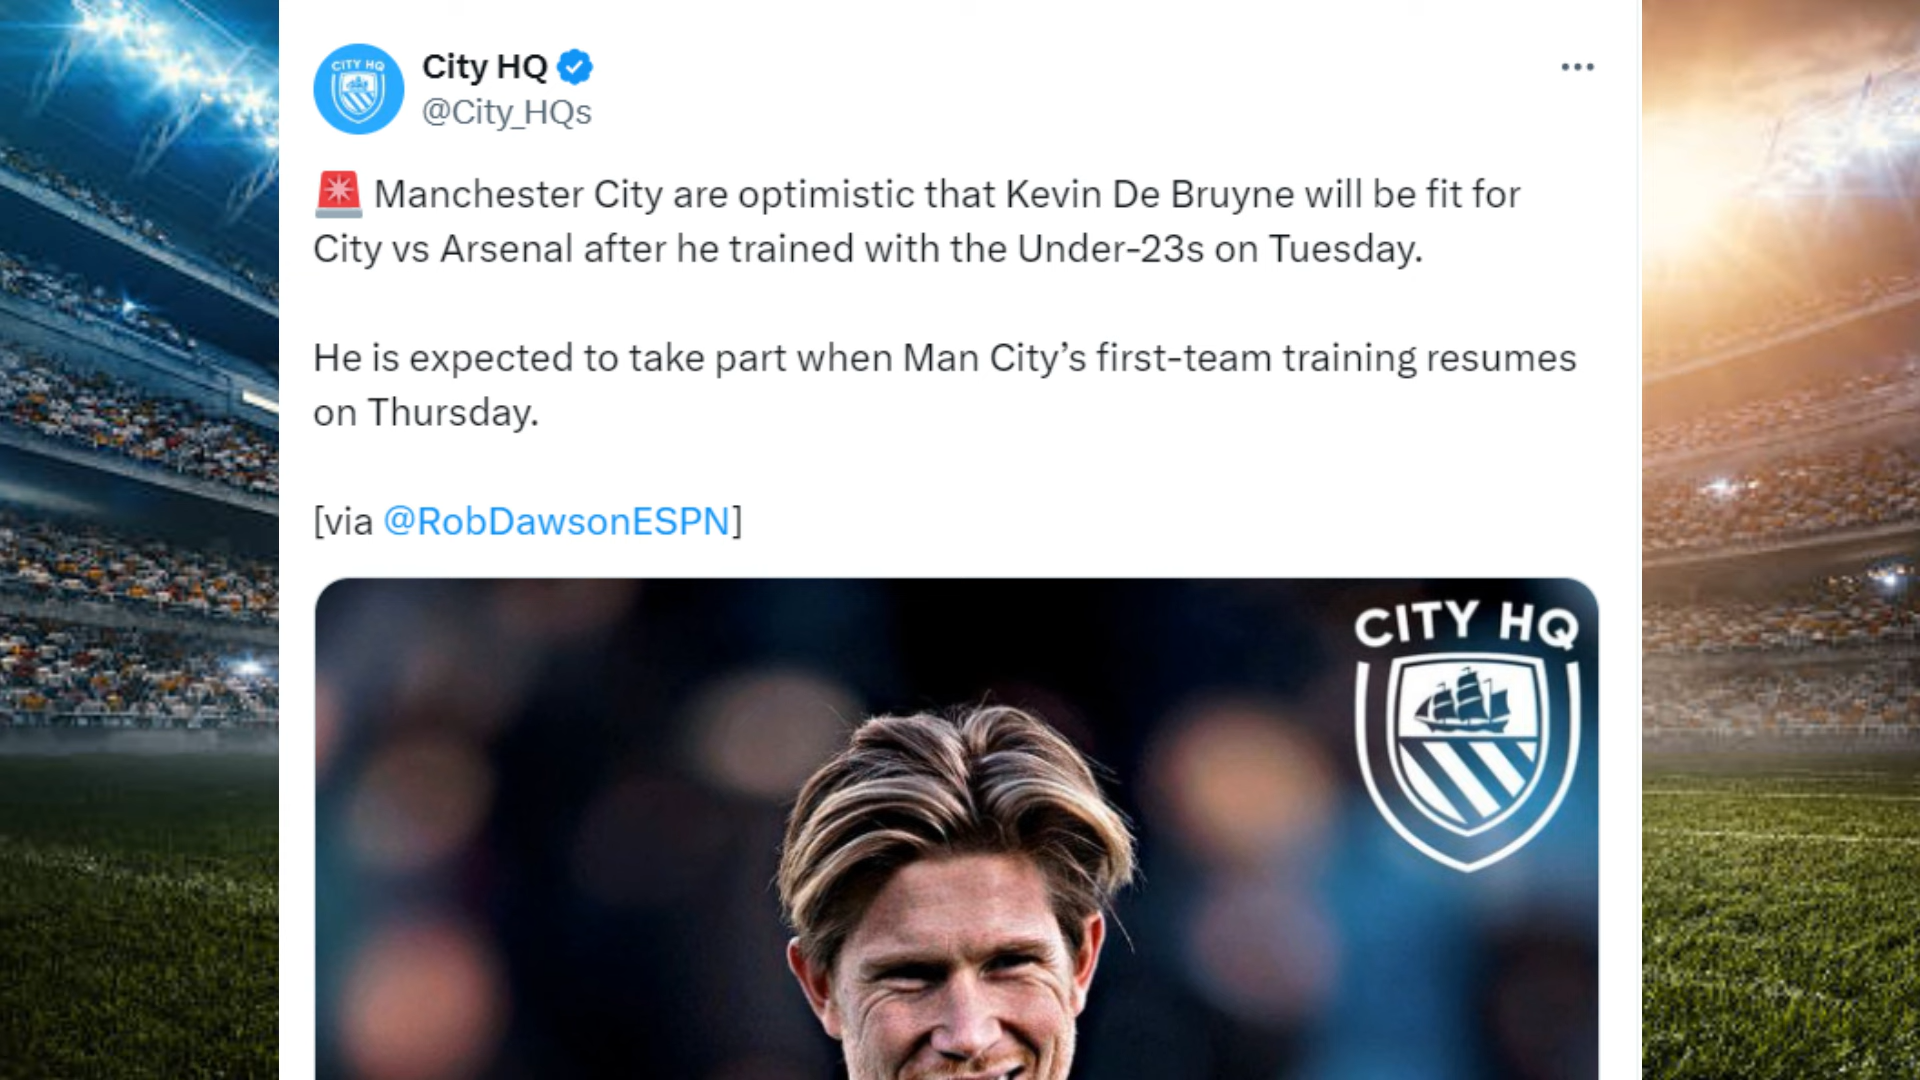 CITY HQ
City HQ
@City_HQs
🚨 Manchester City are optimistic that Kevin De Bruyne will be fit for
City vs Arsenal after he trained with the Under-23s on Tuesday.
He is expected to take part when Man City’s first-team training resumes
on Thursday.
[via @RobDawsonESPN]
CITY HQ